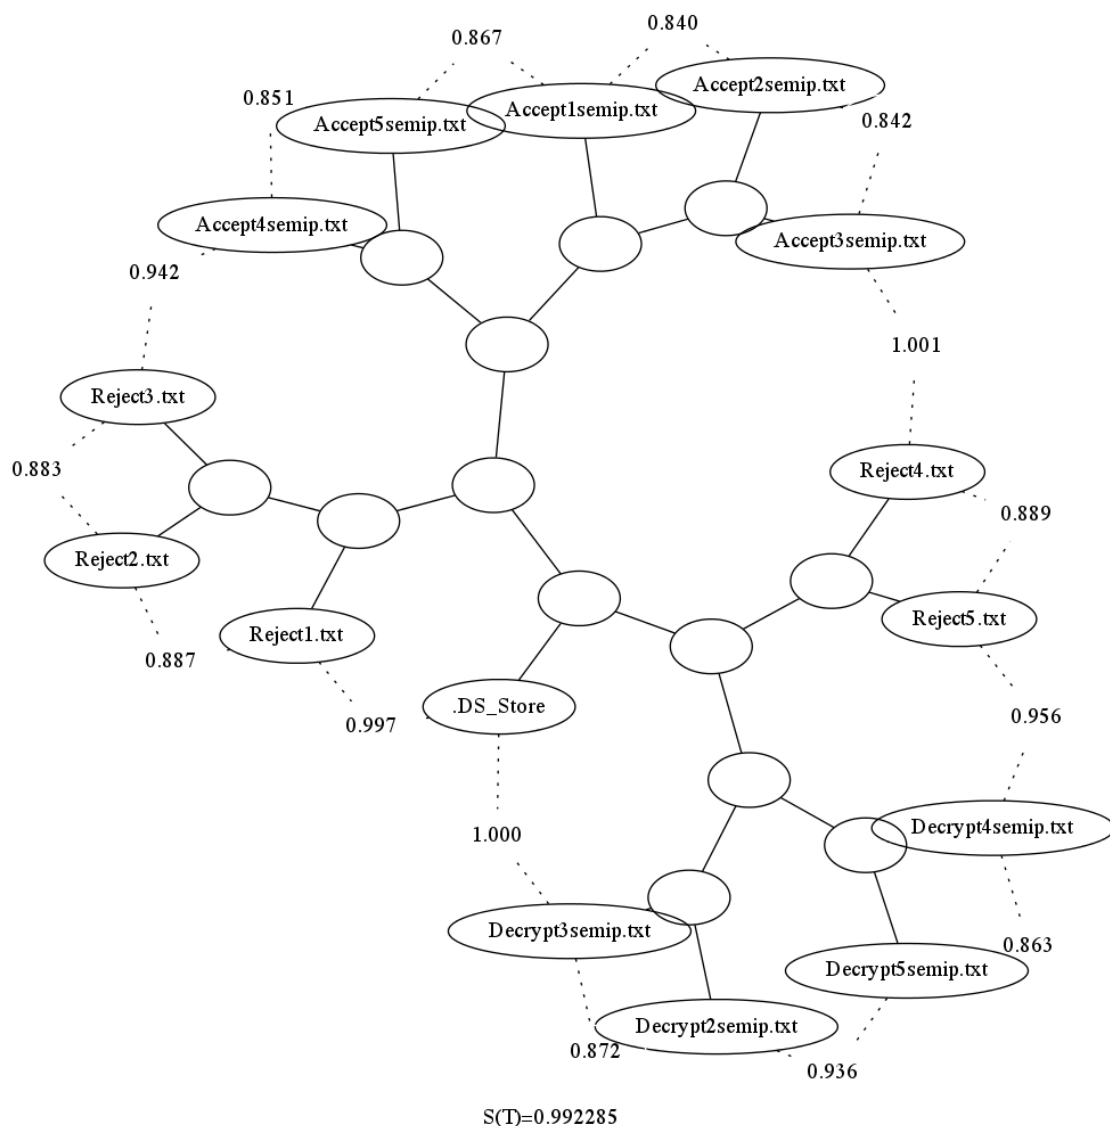 0.840
0.867
Accept2semip.txt
0.851
Accept1semip.txt
Accept5semip.txt
0.842
Accept4semip.txt
Accept3semip.txt
0.942
1.001
Reject3.txt
0.883
Reject4.txt
0.889
Reject2.txt
Reject5.txt
Reject1.txt
0.887
.DS_Store
0.997
0.956
1.000
Decrypt4semip.txt
Decrypt3semip.txt
0.863
Decrypt5semip.txt
Decrypt2semip.txt
0.872
0.936
S(T)=0.992285